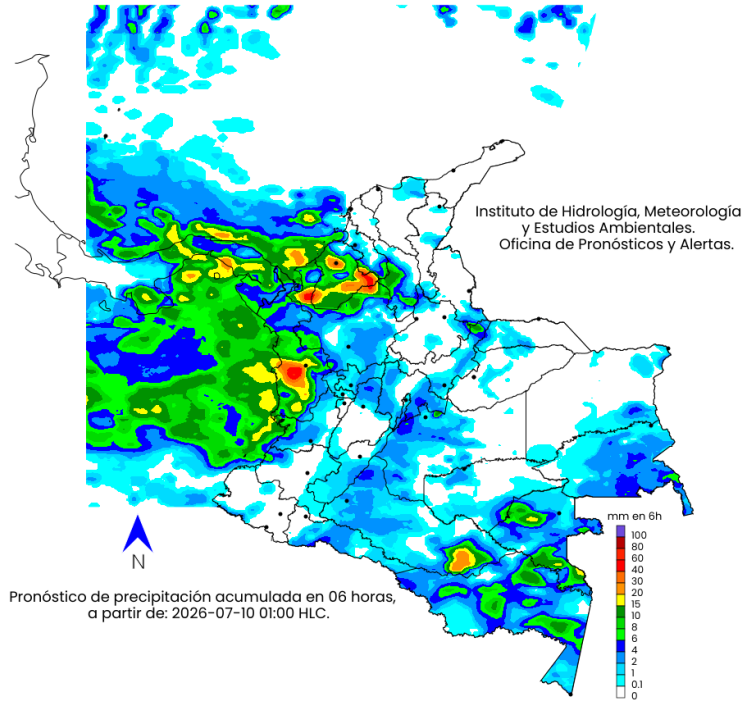 Instituto de Hidrología, Meteorología
y Estudios Ambientales.
Oficina de Pronósticos y Alertas.
mm en 6h
100
80
60
40
30
20
15
10
8
6
4
2
1
0.1
0
N
Pronóstico de precipitación acumulada en 06 horas,
a partir de: 2026-07-10 01:00 HLC.